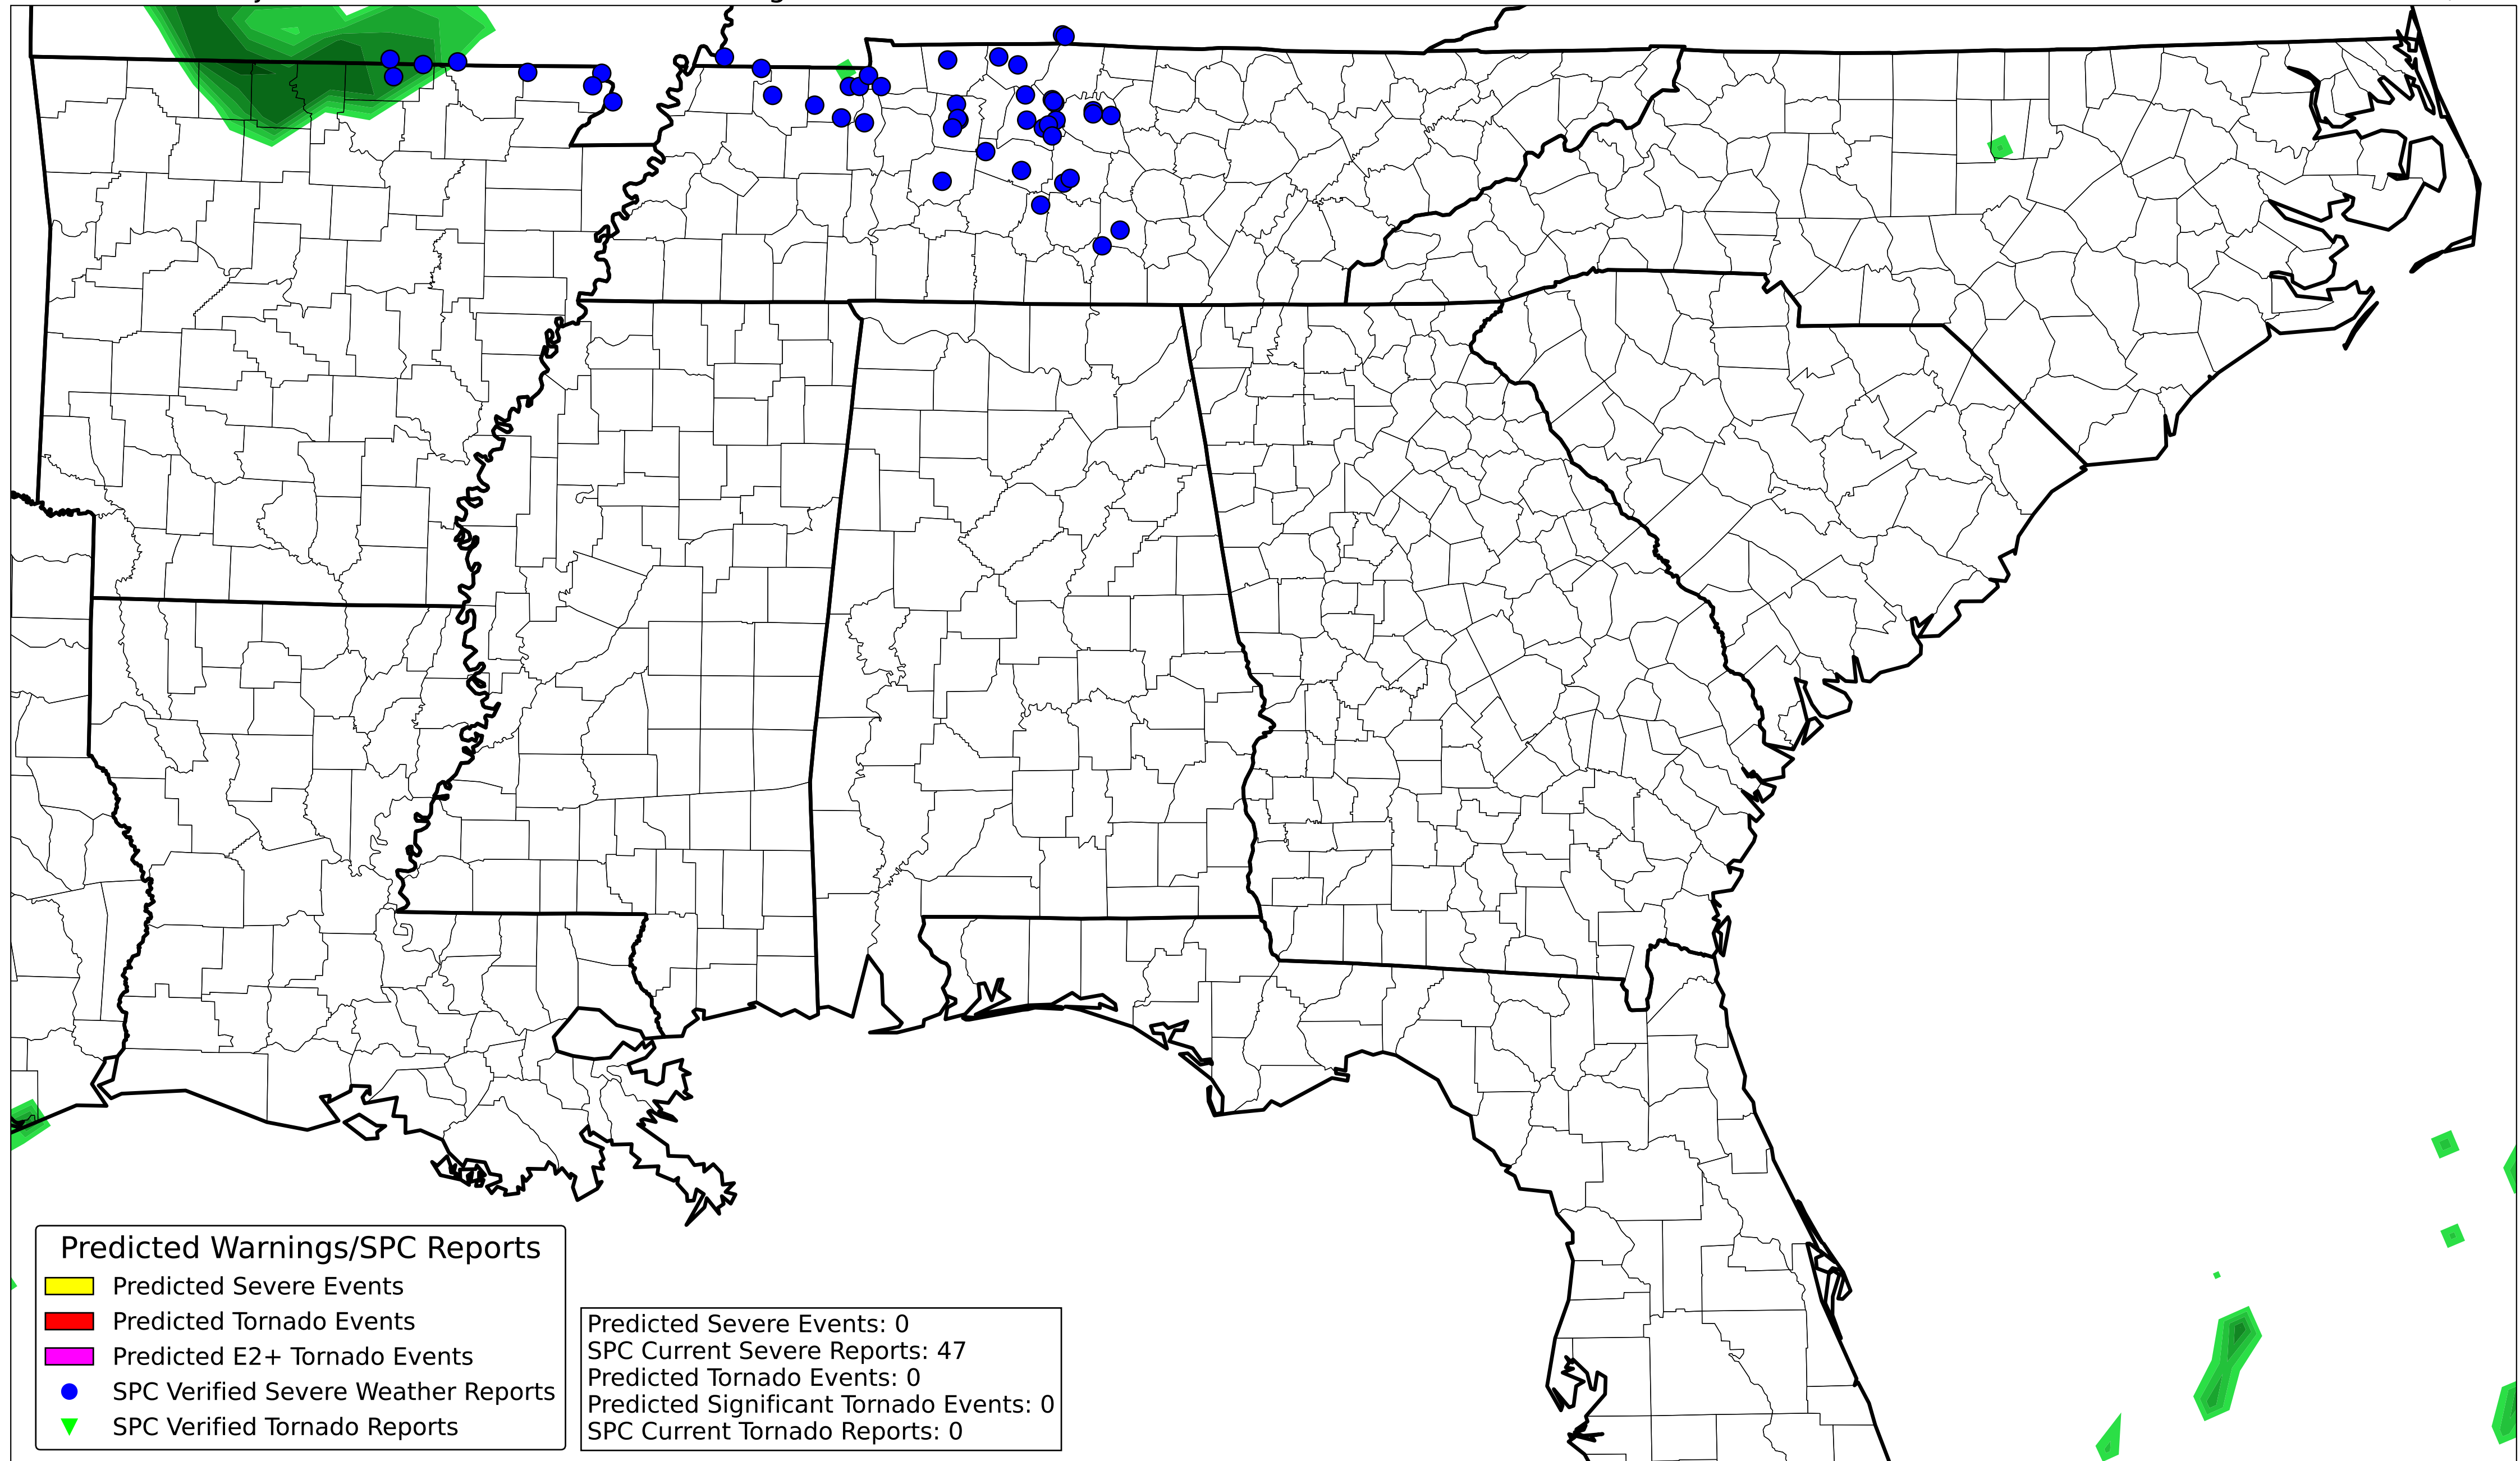 Predicted Warnings/SPC Reports
Predicted Severe Events
Predicted Tornado Events
Predicted E2+ Tornado Events
SPC Verified Severe Weather Reports
SPC Verified Tornado Reports
Predicted Severe Events: 0
SPC Current Severe Reports: 47
Predicted Tornado Events: 0
Predicted Significant Tornado Events: 0
SPC Current Tornado Reports: 0